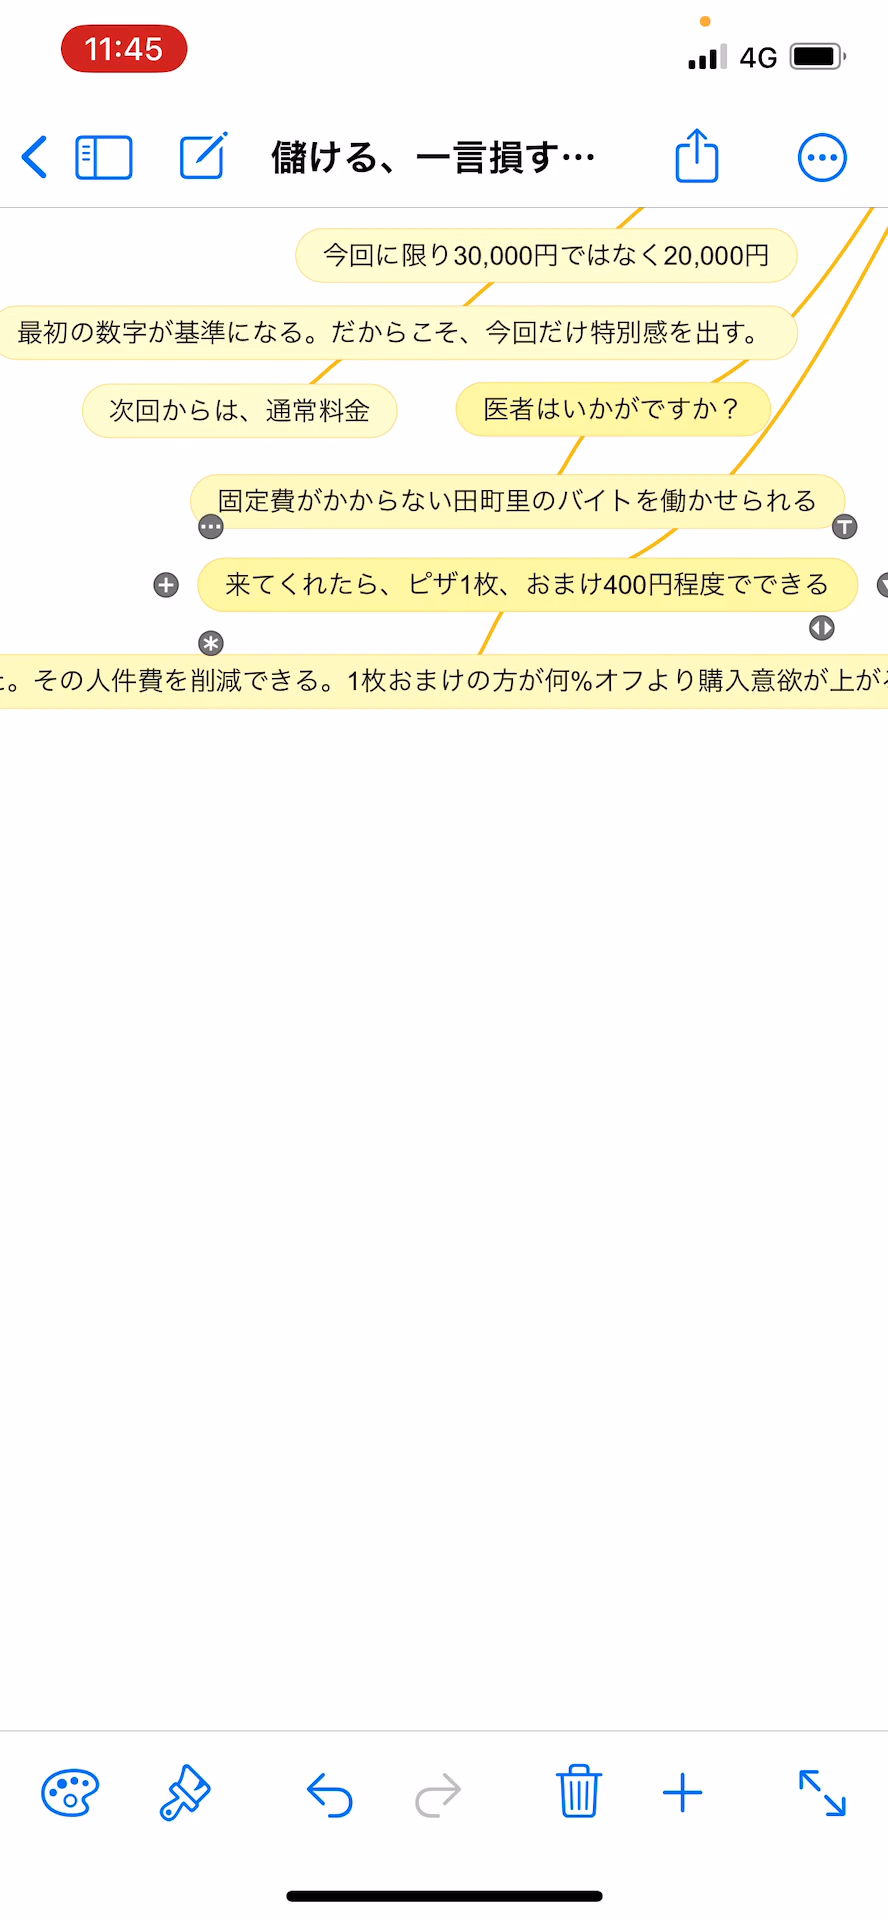 11:45
4G
儲ける、一言損す…
今回に限り30,000円ではなく20,000円
最初の数字が基準になる。だからこそ、今回だけ特別感を出す。
次回からは、通常料金
医者はいかがですか？
固定費がかからない田町里のバイトを働かせられる
来てくれたら、ピザ1枚、おまけ400円程度でできる
。その人件費を削減できる。1枚おまけの方が何%オフより購入意欲が上が